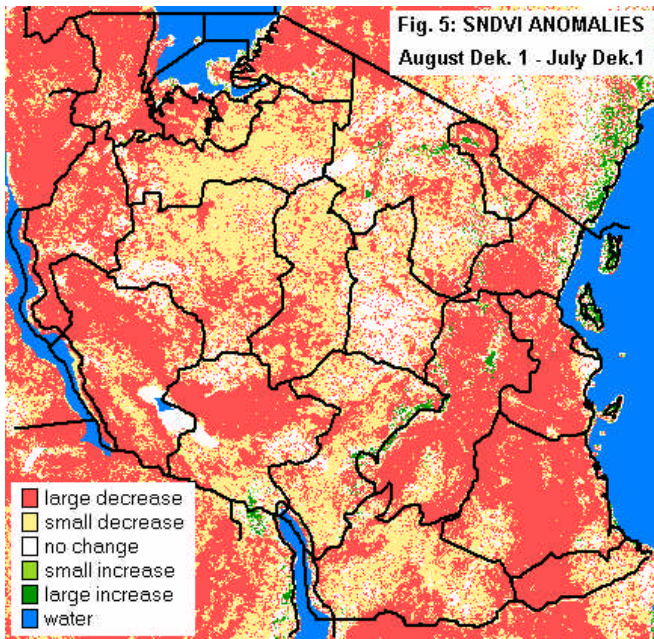 Fig. 5: SNDVI ANOMALIES
August Dek. 1 - July Dek.1
large decrease
small decrease
no change
small increase
large increase
water